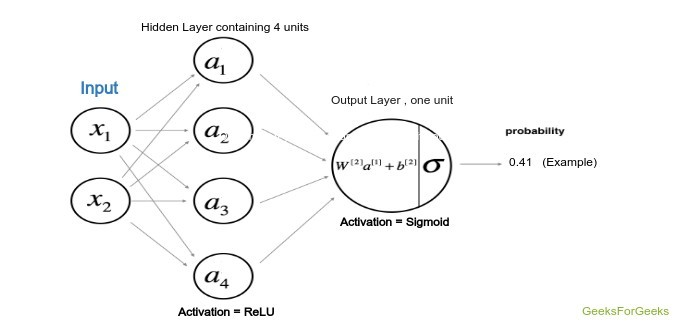 Hidden Layer containing 4 units
a₁
Input
Output Layer , one unit
x₁
a₂
probability
W[2]a[1] + b[2] σ
0.41 (Example)
x₂
a₃
Activation = Sigmoid
a₄
Activation = ReLU
GeeksForGeeks